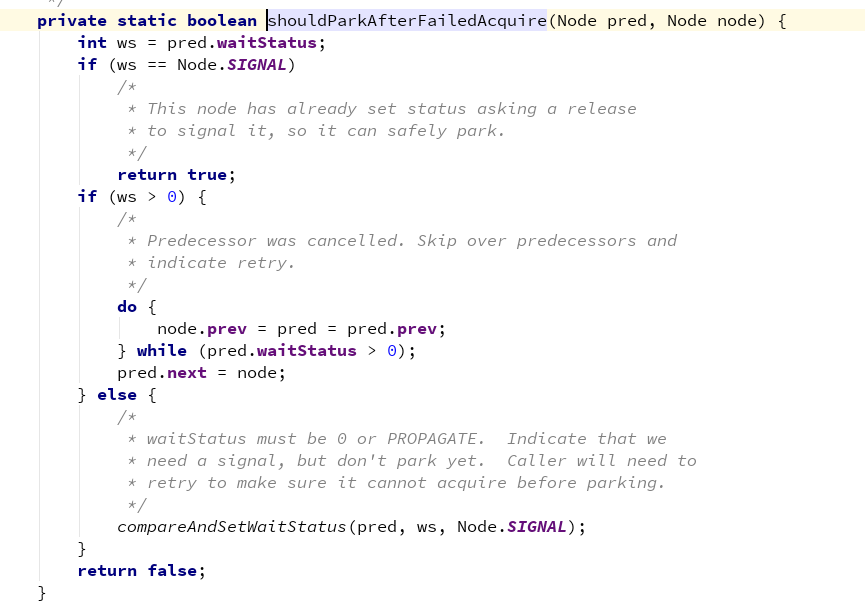 */
private static boolean shouldParkAfterFailedAcquire(Node pred, Node node) {
int ws = pred.waitStatus;
if (ws == Node.SIGNAL)
/*
* This node has already set status asking a release
* to signal it, so it can safely park.
*/
return true;
if (ws > 0) {
/*
* Predecessor was cancelled. Skip over predecessors and
* indicate retry.
*/
do {
node.prev = pred = pred.prev;
} while (pred.waitStatus > 0);
pred.next = node;
} else {
/*
* waitStatus must be 0 or PROPAGATE.  Indicate that we
* need a signal, but don't park yet.  Caller will need to
* retry to make sure it cannot acquire before parking.
*/
compareAndSetWaitStatus(pred, ws, Node.SIGNAL);
}
return false;
}